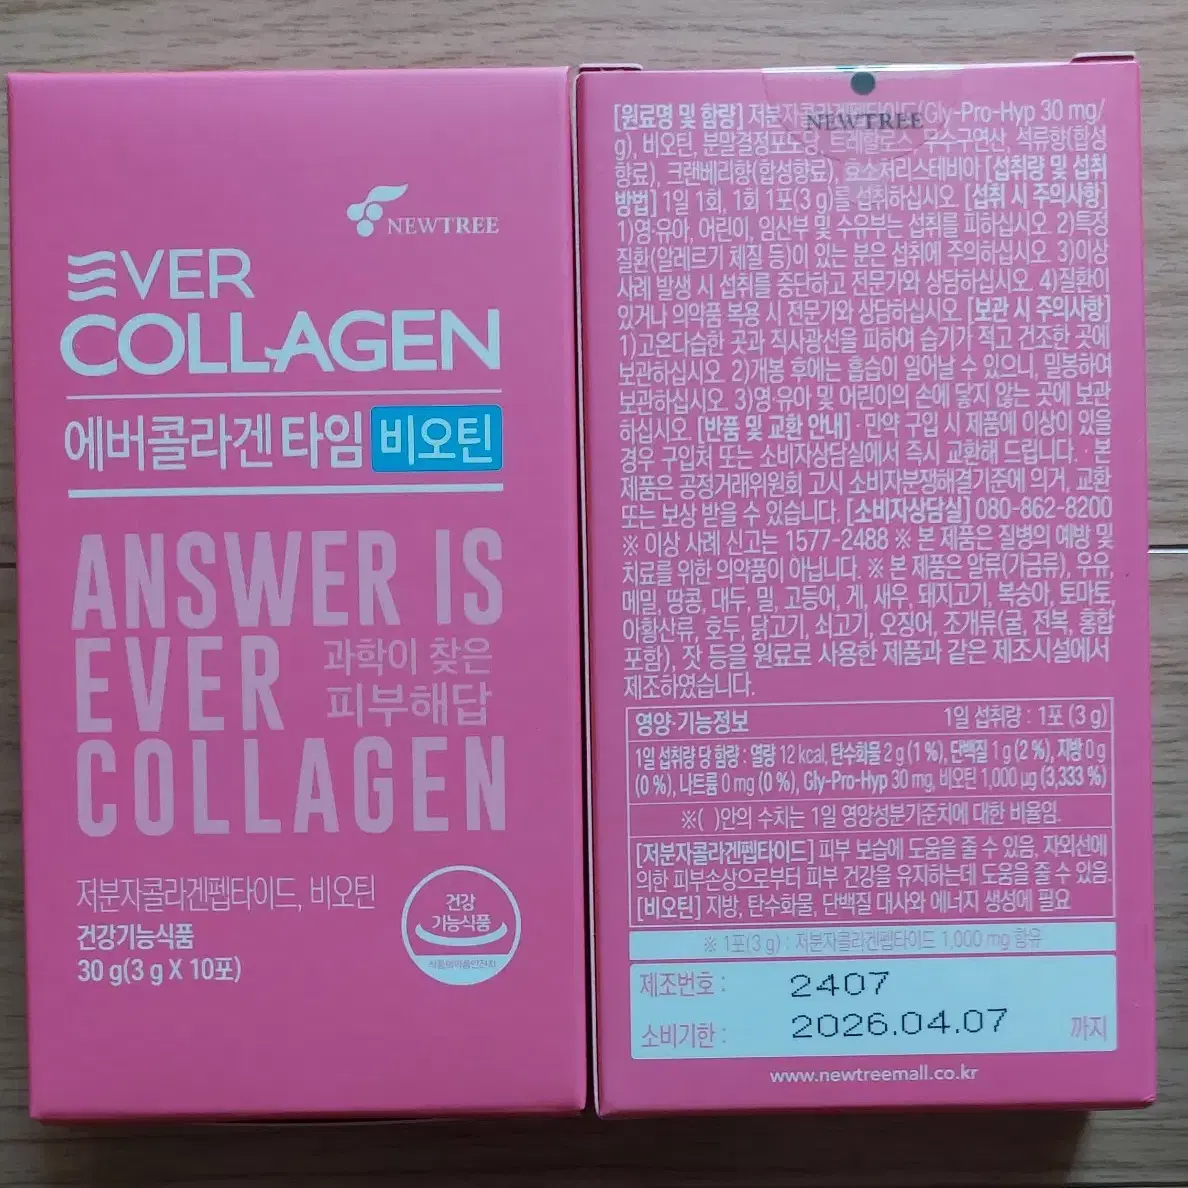 NEWTREE
EVER
COLLAGEN
에버콜라겐타임 비오틴
ANSWER IS
EVER 과학이 찾은
피부해답
COLLAGEN
저분자콜라겐펩타이드, 비오틴
건강기능식품
30 g(3 g X 10포)
건강
기능식품
식품의약품안전처
NEWTREE
[원료명 및 함량] 저분자콜라겐펩타이드(Gly-Pro-Hyp 30 mg/
g), 비오틴, 분말결정포도당, 트레할로스, 무수구연산, 석류향(합성
향료), 크랜베리향(합성향료), 효소처리스테비아 [섭취량 및 섭취
방법] 1일 1회, 1회 1포(3 g)를 섭취하십시오. [섭취 시 주의사항]
1)영·유아, 어린이, 임산부 및 수유부는 섭취를 피하십시오. 2)특정
질환(알레르기 체질 등)이 있는 분은 섭취에 주의하십시오. 3)이상
사례 발생 시 섭취를 중단하고 전문가와 상담하십시오. 4)질환이
있거나 의약품 복용 시 전문가와 상담하십시오. [보관 시 주의사항]
1)고온다습한 곳과 직사광선을 피하여 습기가 적고 건조한 곳에
보관하십시오. 2)개봉 후에는 흡습이 일어날 수 있으니, 밀봉하여
보관하십시오. 3)영·유아 및 어린이의 손에 닿지 않는 곳에 보관
하십시오. [반품 및 교환 안내] · 만약 구입 시 제품에 이상이 있을
경우 구입처 또는 소비자상담실에서 즉시 교환해 드립니다. · 본
제품은 공정거래위원회 고시 소비자분쟁해결기준에 의거, 교환
또는 보상 받을 수 있습니다. [소비자상담실] 080-862-8200
※ 이상 사례 신고는 1577-2488 ※ 본 제품은 질병의 예방 및
치료를 위한 의약품이 아닙니다. ※ 본 제품은 알류(가금류), 우유,
메밀, 땅콩, 대두, 밀, 고등어, 게, 새우, 돼지고기, 복숭아, 토마토,
아황산류, 호두, 닭고기, 쇠고기, 오징어, 조개류(굴, 전복, 홍합
포함), 잣 등을 원료로 사용한 제품과 같은 제조시설에서
제조하였습니다.
영양·기능정보 1일 섭취량 : 1포 (3 g)
1일 섭취량 당 함량 : 열량 12 kcal, 탄수화물 2 g (1 %), 단백질 1 g (2 %), 지방 0 g
(0 %), 나트륨 0 mg (0 %), Gly-Pro-Hyp 30 mg, 비오틴 1,000 μg (3,333 %)
※( )안의 수치는 1일 영양성분기준치에 대한 비율임.
[저분자콜라겐펩타이드] 피부 보습에 도움을 줄 수 있음, 자외선에
의한 피부손상으로부터 피부 건강을 유지하는데 도움을 줄 수 있음.
[비오틴] 지방, 탄수화물, 단백질 대사와 에너지 생성에 필요
※ 1포(3 g) : 저분자콜라겐펩타이드 1,000 mg 함유
제조번호 : 2407
소비기한 : 2026.04.07 까지
www.newtreemall.co.kr